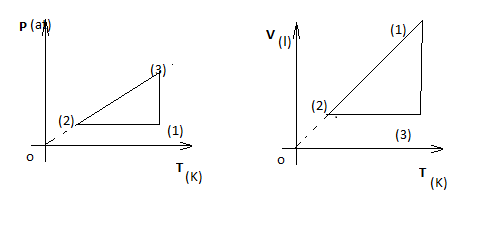 p (at)
(3)
(2)
(1)
O
T (K)
V (l)
(1)
(2)
(3)
O
T (K)